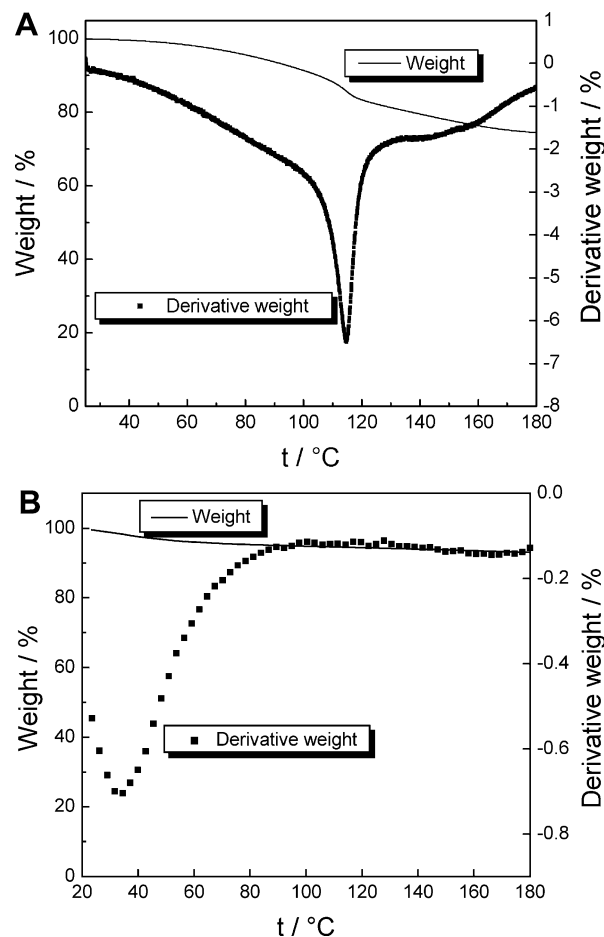 A
Weight
Derivative weight
100
80
60
40
20
0
Weight / %
1
0
-1
-2
-3
-4
-5
-6
-7
-8
Derivative weight / %
40 60 80 100 120 140 160 180
t / °C
B
Weight
Derivative weight
100
80
60
40
20
0
Weight / %
0.0
-0.2
-0.4
-0.6
-0.8
Derivative weight / %
20 40 60 80 100 120 140 160 180
t / °C